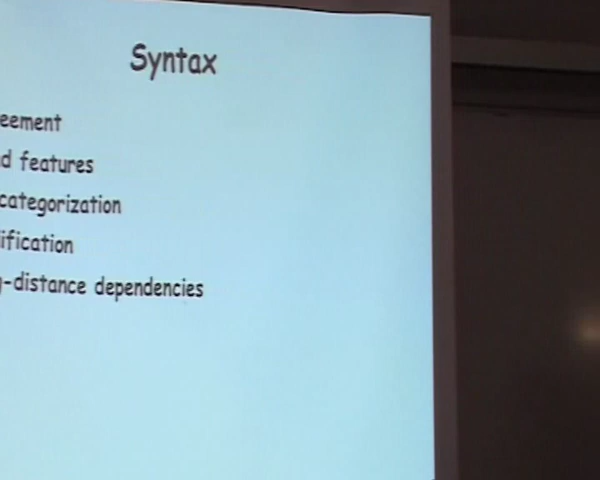 Syntax
eement
d features
categorization
ification
-distance dependencies